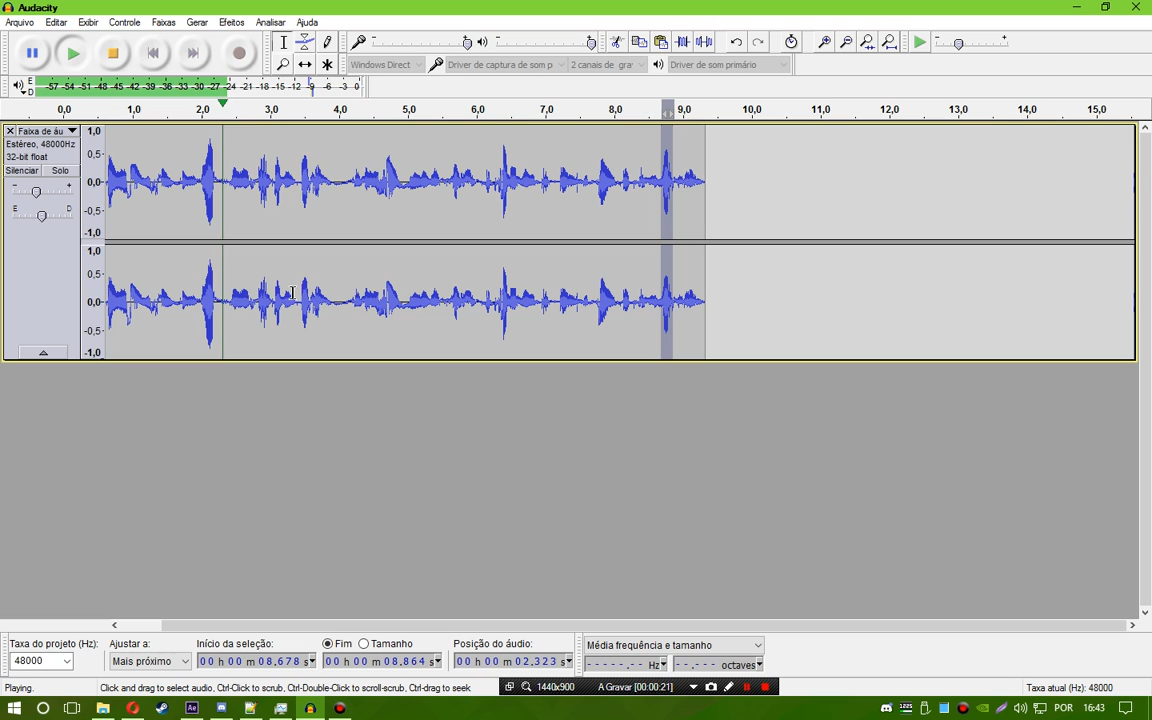 Audacity
Arquivo Editar Exibir Controle Faixas Gerar Efeitos Analisar Ajuda
Windows Direct Driver de captura de som p 2 canais de grav Driver de som primário
E
D
-57 -54 -51 -48 -45 -42 -39 -36 -33 -30 -27 -24 -21 -18 -15 -12 -9 -6 -3 0
0,0 1,0 2,0 3,0 4,0 5,0 6,0 7,0 8,0 9,0 10,0 11,0 12,0 13,0 14,0 15,0
Faixa de áu
Estéreo, 48000Hz
32-bit float
Silenciar Solo
- +
E D
1,0
0,5
0,0
-0,5
-1,0
1,0
0,5
0,0
-0,5
-1,0
Taxa do projeto (Hz): Ajustar a: Início da seleção: Fim Tamanho Posição do áudio: Média frequência e tamanho
48000 Mais próximo 00 h 00 m 08.678 s 00 h 00 m 08.864 s 00 h 00 m 02.323 s -----.-- Hz --.--- octaves
Playing. Click and drag to select audio, Ctrl-Click to scrub, Ctrl-Double-Click to scroll-scrub, Ctrl-drag to seek 1440x900 A Gravar [00:00:21] Taxa atual (Hz): 48000
Ae POR 16:43